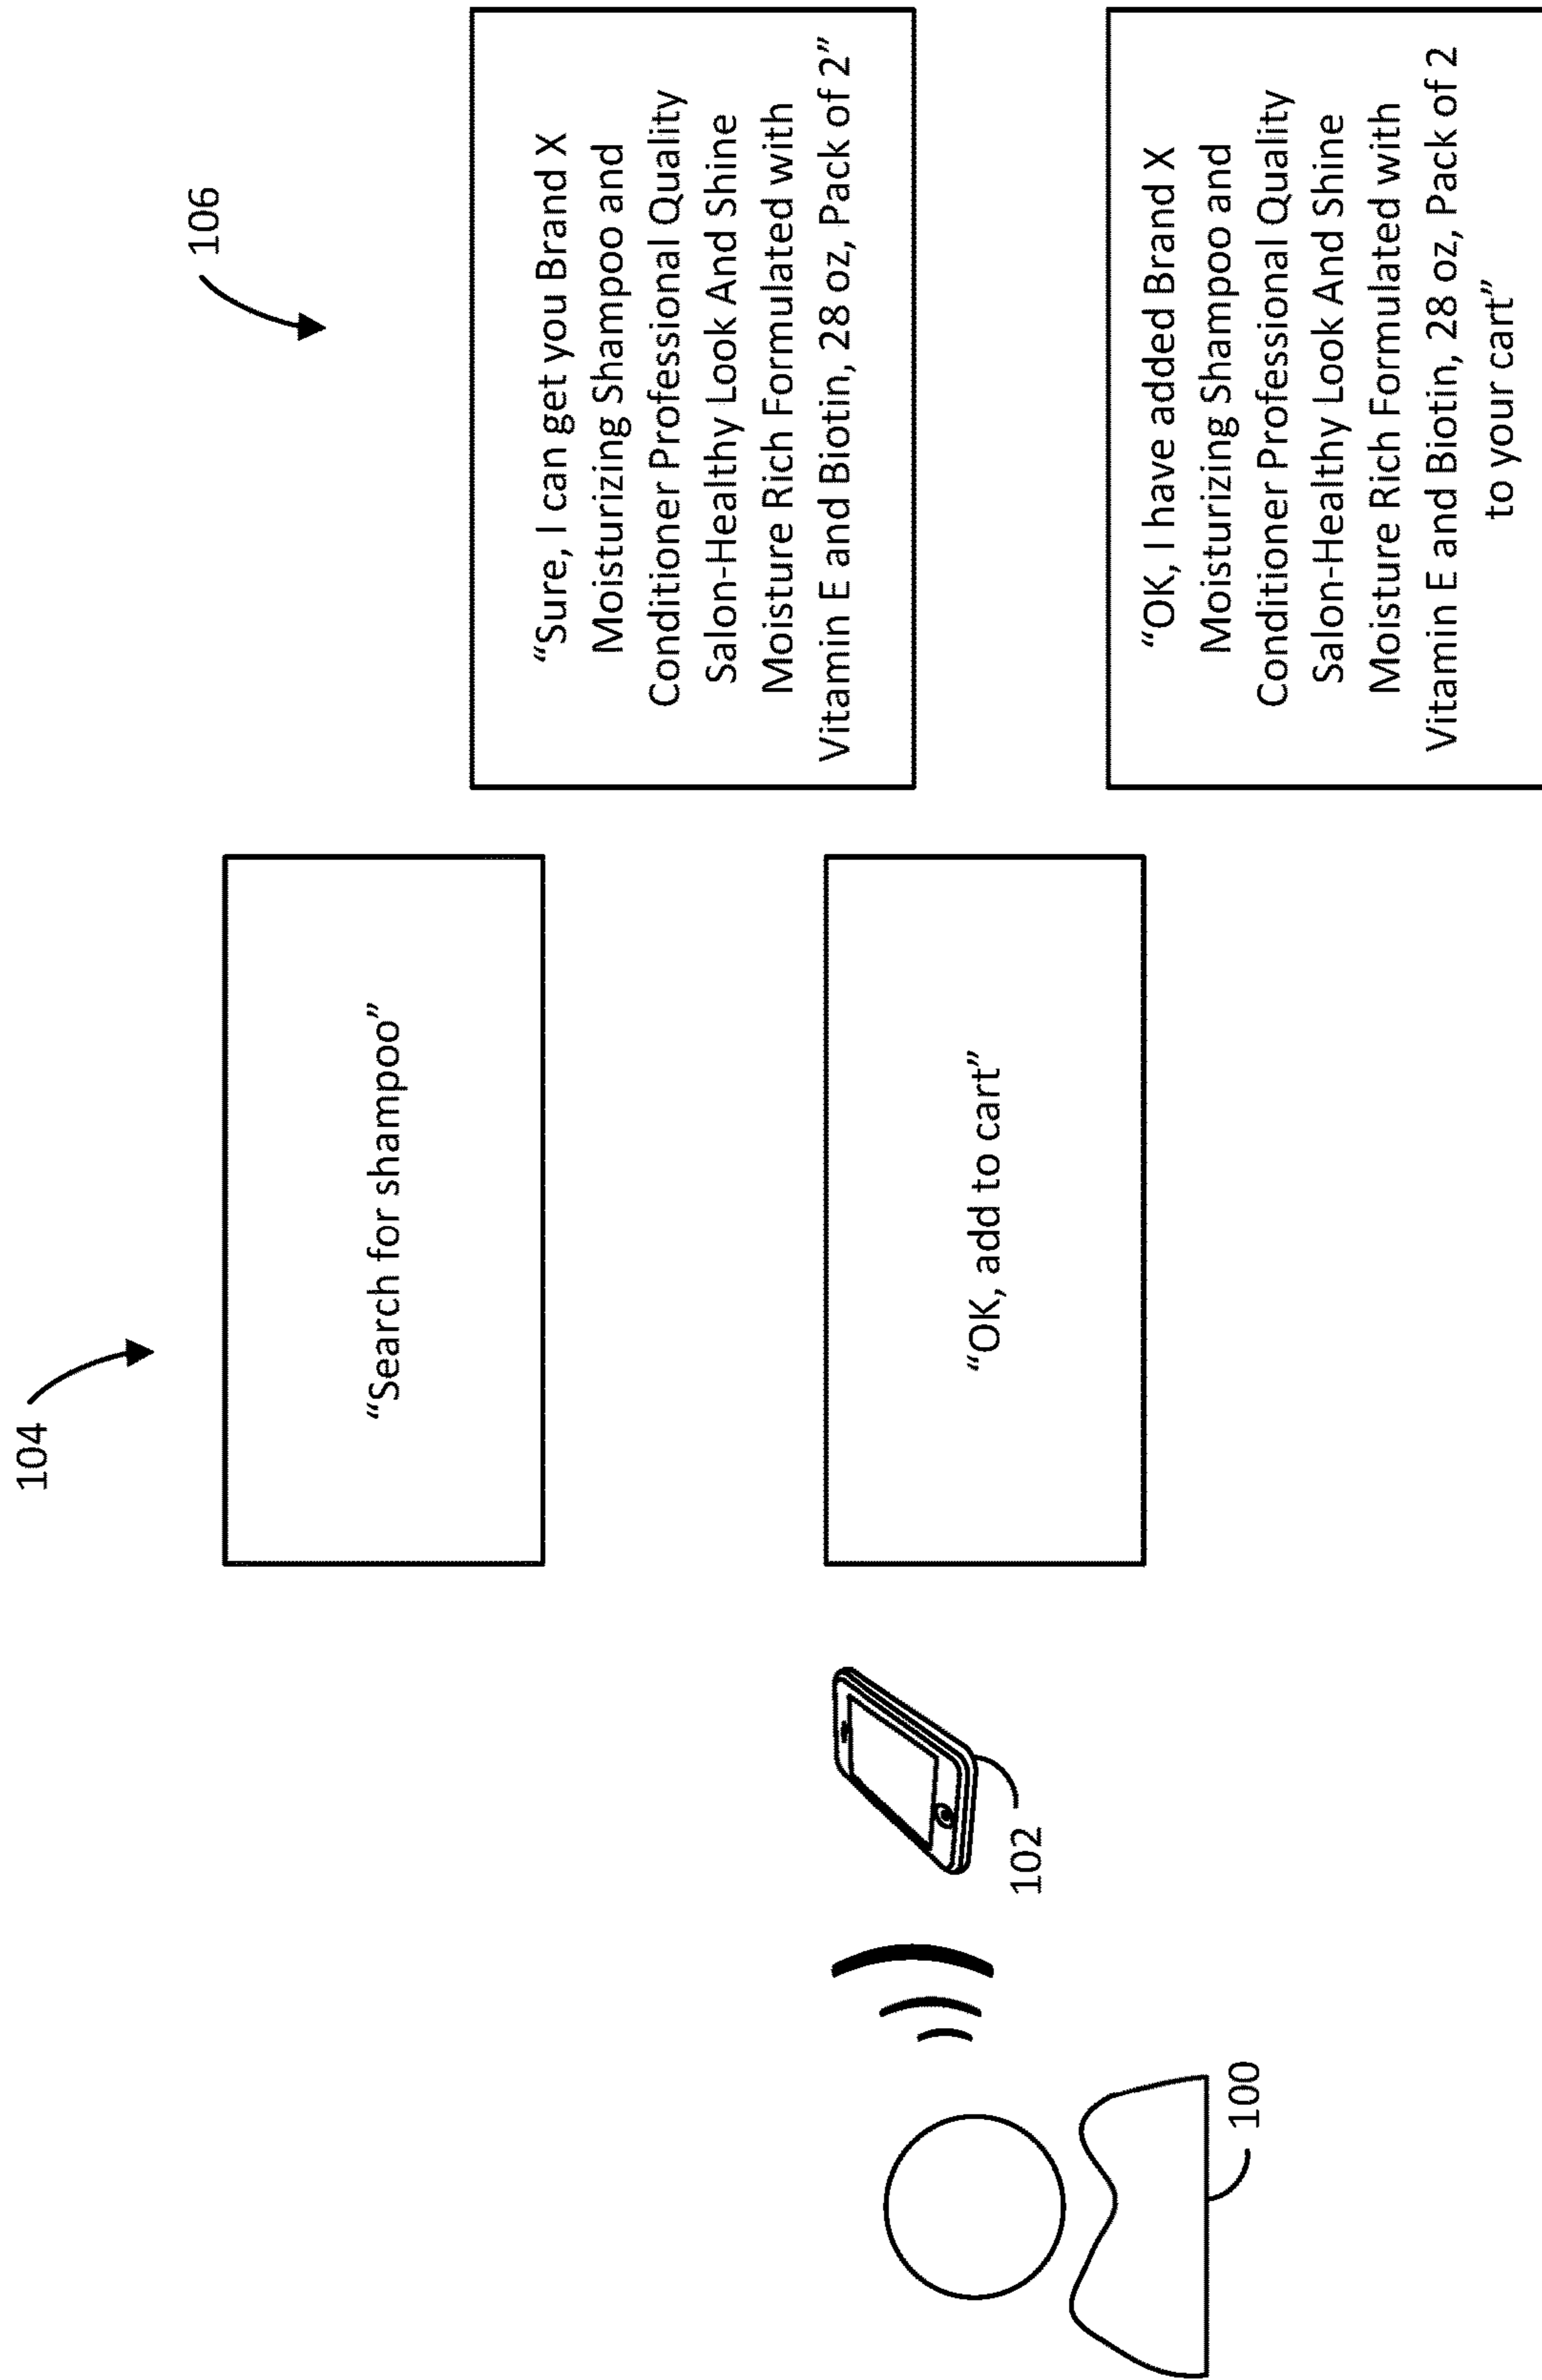 104
106
“Search for shampoo”
“Sure, I can get you Brand X
Moisturizing Shampoo and
Conditioner Professional Quality
Salon-Healthy Look And Shine
Moisture Rich Formulated with
Vitamin E and Biotin, 28 oz, Pack of 2”
“OK, add to cart”
“OK, I have added Brand X
Moisturizing Shampoo and
Conditioner Professional Quality
Salon-Healthy Look And Shine
Moisture Rich Formulated with
Vitamin E and Biotin, 28 oz, Pack of 2
to your cart”
102
100